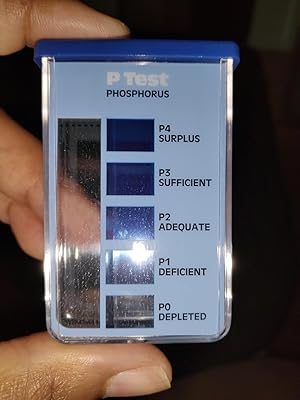 P Test
PHOSPHORUS
P4
SURPLUS
P3
SUFFICIENT
P2
ADEQUATE
P1
DEFICIENT
P0
DEPLETED